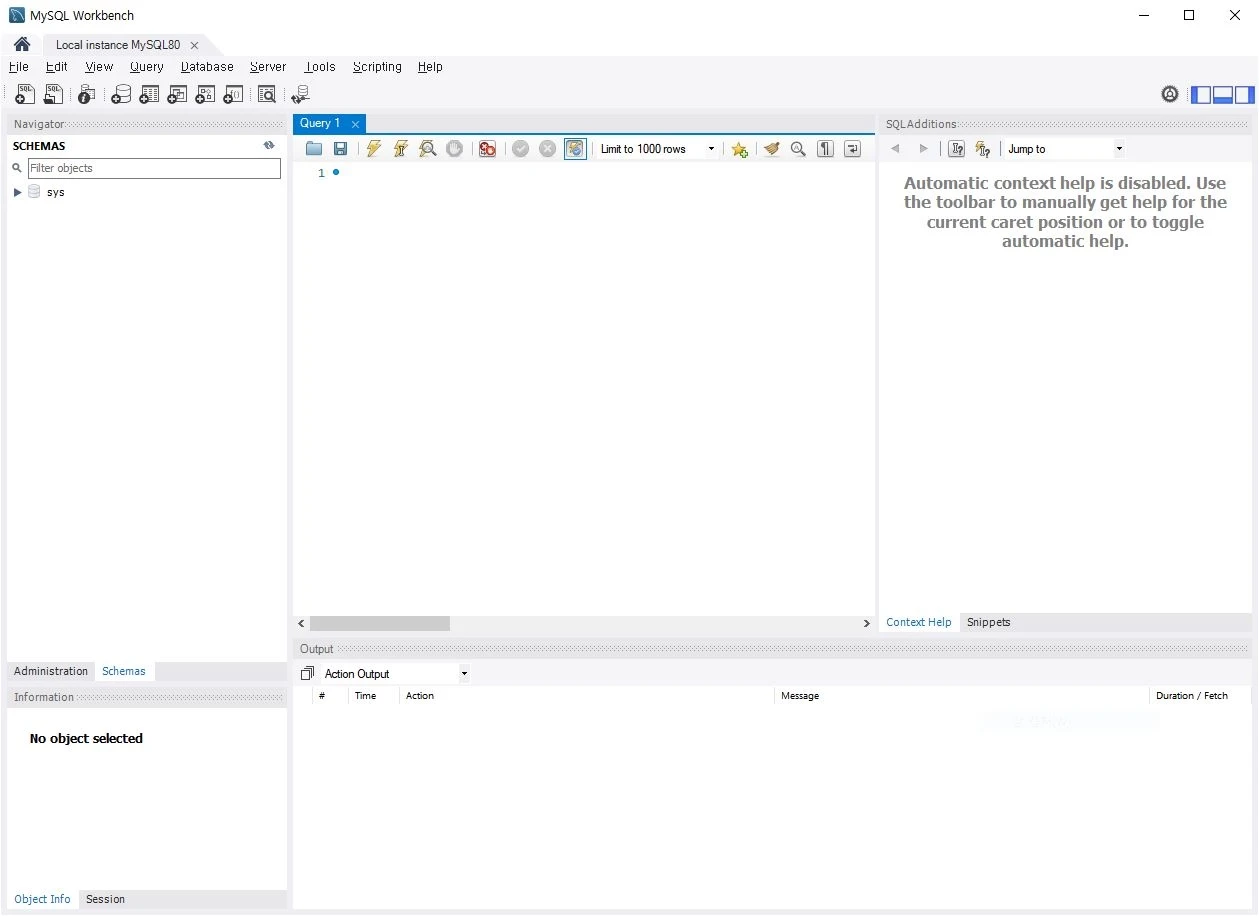 MySQL Workbench
Local instance MySQL80
File Edit View Query Database Server Tools Scripting Help
Navigator
SCHEMAS
Filter objects
sys
Administration Schemas
Information
No object selected
Object Info Session
Query 1
Limit to 1000 rows
1
Output
Action Output
# Time Action Message Duration / Fetch
SQLAdditions
Jump to
Automatic context help is disabled. Use
the toolbar to manually get help for the
current caret position or to toggle
automatic help.
Context Help Snippets